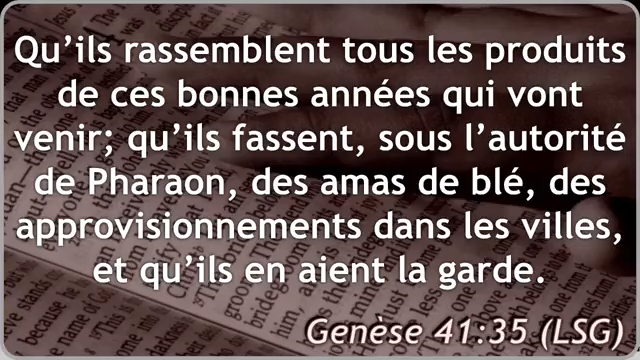 Qu’ils rassemblent tous les produits
de ces bonnes années qui vont
venir; qu’ils fassent, sous l’autorité
de Pharaon, des amas de blé, des
approvisionnements dans les villes,
et qu’ils en aient la garde.
Genèse 41:35 (LSG)